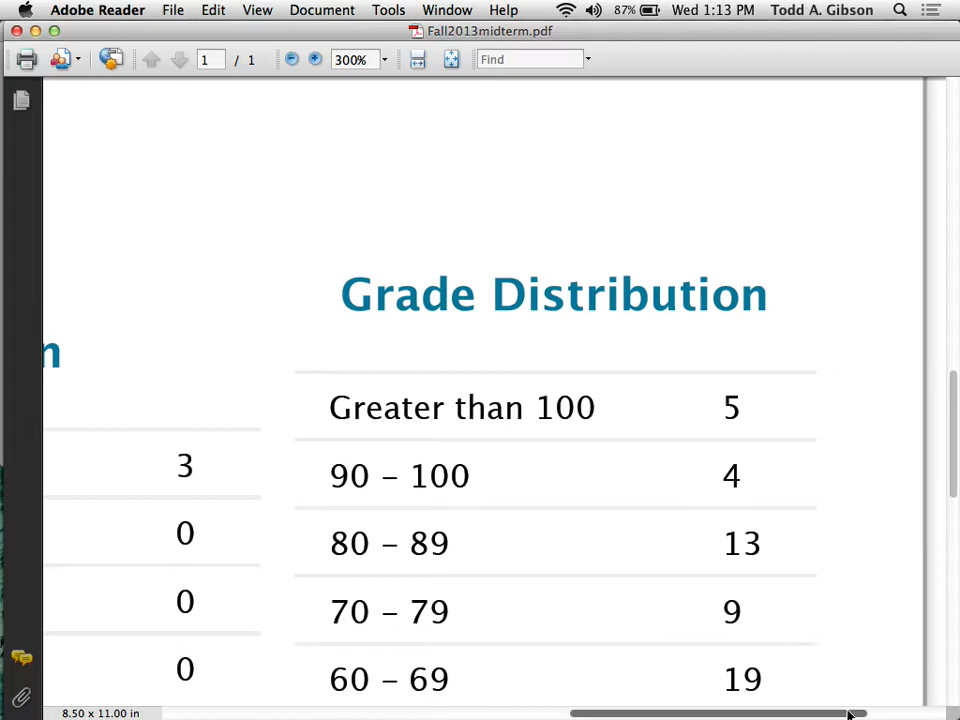 Adobe Reader File Edit View Document Tools Window Help 87% Wed 1:13 PM Todd A. Gibson
Fall2013midterm.pdf
1 / 1 300% Find
Grade Distribution
n
Greater than 100 5
3
90 – 100 4
0
80 – 89 13
0
70 – 79 9
0
60 – 69 19
8.50 x 11.00 in